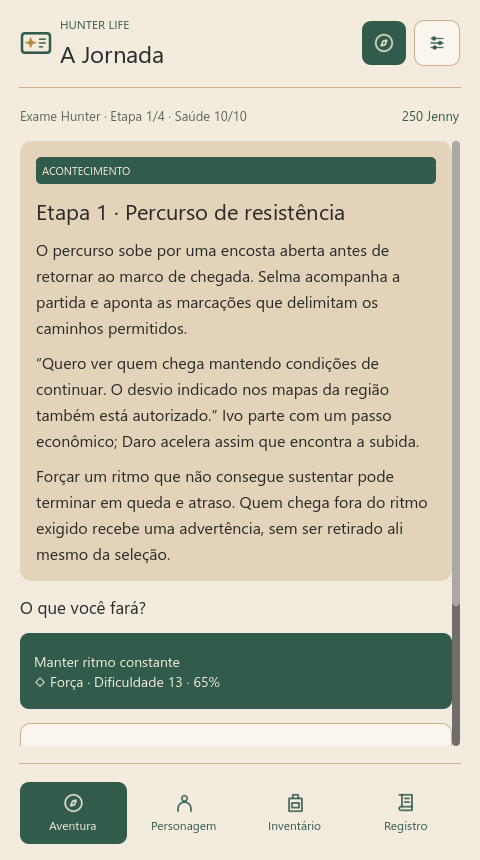 HUNTER LIFE
A Jornada
Exame Hunter · Etapa 1/4 · Saúde 10/10
250 Jenny
ACONTECIMENTO
Etapa 1 · Percurso de resistência
O percurso sobe por uma encosta aberta antes de
retornar ao marco de chegada. Selma acompanha a
partida e aponta as marcações que delimitam os
caminhos permitidos.
“Quero ver quem chega mantendo condições de
continuar. O desvio indicado nos mapas da região
também está autorizado.” Ivo parte com um passo
econômico; Daro acelera assim que encontra a subida.
Forçar um ritmo que não consegue sustentar pode
terminar em queda e atraso. Quem chega fora do ritmo
exigido recebe uma advertência, sem ser retirado ali
mesmo da seleção.
O que você fará?
Manter ritmo constante
◇ Força · Dificuldade 13 · 65%
Aventura
Personagem
Inventário
Registro